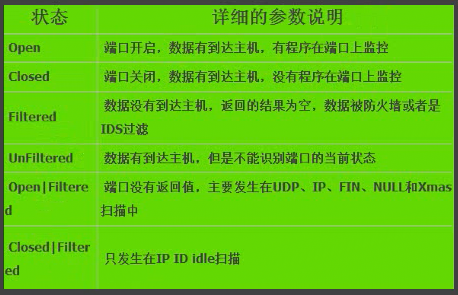 状态 详细的参数说明
Open 端口开启，数据有到达主机，有程序在端口上监控
Closed 端口关闭，数据有到达主机，没有程序在端口上监控
Filtered 数据没有到达主机，返回的结果为空，数据被防火墙或者是
IDS过滤
UnFiltered 数据有到达主机，但是不能识别端口的当前状态
Open|Filtere 端口没有返回值，主要发生在UDP、IP、FIN、NULL和Xmas
d 扫描中
Closed|Filter
ed 只发生在IP ID idle扫描